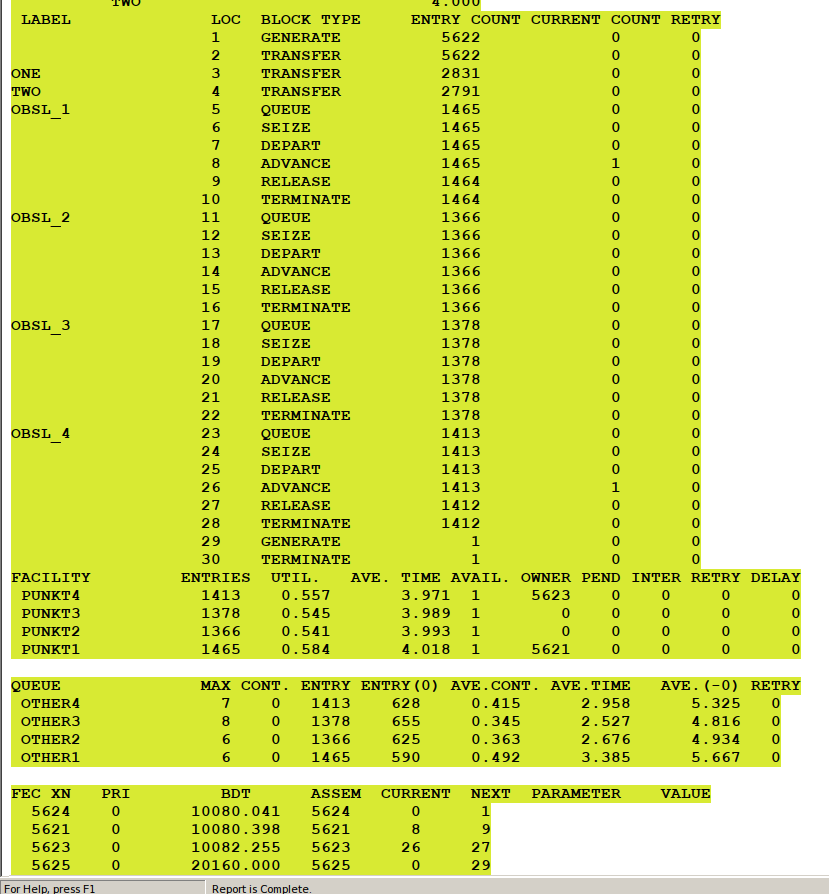 TWO 4.000
LABEL LOC BLOCK TYPE ENTRY COUNT CURRENT COUNT RETRY
1 GENERATE 5622 0 0
2 TRANSFER 5622 0 0
ONE 3 TRANSFER 2831 0 0
TWO 4 TRANSFER 2791 0 0
OBSL_1 5 QUEUE 1465 0 0
6 SEIZE 1465 0 0
7 DEPART 1465 0 0
8 ADVANCE 1465 1 0
9 RELEASE 1464 0 0
10 TERMINATE 1464 0 0
OBSL_2 11 QUEUE 1366 0 0
12 SEIZE 1366 0 0
13 DEPART 1366 0 0
14 ADVANCE 1366 0 0
15 RELEASE 1366 0 0
16 TERMINATE 1366 0 0
OBSL_3 17 QUEUE 1378 0 0
18 SEIZE 1378 0 0
19 DEPART 1378 0 0
20 ADVANCE 1378 0 0
21 RELEASE 1378 0 0
22 TERMINATE 1378 0 0
OBSL_4 23 QUEUE 1413 0 0
24 SEIZE 1413 0 0
25 DEPART 1413 0 0
26 ADVANCE 1413 1 0
27 RELEASE 1412 0 0
28 TERMINATE 1412 0 0
29 GENERATE 1 0 0
30 TERMINATE 1 0 0
FACILITY ENTRIES UTIL. AVE. TIME AVAIL. OWNER PEND INTER RETRY DELAY
PUNKT4 1413 0.557 3.971 1 5623 0 0 0 0
PUNKT3 1378 0.545 3.989 1 0 0 0 0 0
PUNKT2 1366 0.541 3.993 1 0 0 0 0 0
PUNKT1 1465 0.584 4.018 1 5621 0 0 0 0
QUEUE MAX CONT. ENTRY ENTRY(0) AVE.CONT. AVE.TIME AVE.(-0) RETRY
OTHER4 7 0 1413 628 0.415 2.958 5.325 0
OTHER3 8 0 1378 655 0.345 2.527 4.816 0
OTHER2 6 0 1366 625 0.363 2.676 4.934 0
OTHER1 6 0 1465 590 0.492 3.385 5.667 0
FEC XN PRI BDT ASSEM CURRENT NEXT PARAMETER VALUE
5624 0 10080.041 5624 0 1
5621 0 10080.398 5621 8 9
5623 0 10082.255 5623 26 27
5625 0 20160.000 5625 0 29
For Help, press F1 Report is Complete.